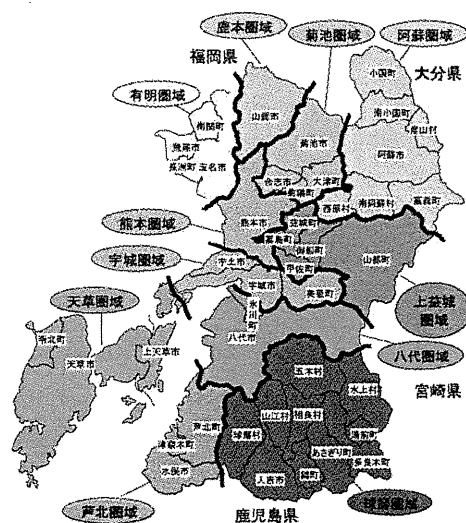 鹿本圏域
菊池圏域
阿蘇圏域
福岡県
大分県
有明圏域
小国町
南小国町
産山村
南関町
山鹿市
荒尾市
長洲町
玉名市
菊池市
阿蘇市
合志市
菊陽町
大津町
西原村
南阿蘇村
高森町
熊本圏域
熊本市
益城町
嘉島町
御船町
山都町
宇城圏域
宇土市
甲佐町
宇城市
美里町
上益城
圏域
天草圏域
氷川町
八代市
八代圏域
苓北町
天草市
上天草市
宮崎県
五木村
水上村
山江村
相良村
球磨村
湯前町
芦北町
津奈木町
あさぎり町
多良木町
水俣市
人吉市
錦町
芦北圏域
鹿児島県
球磨圏域